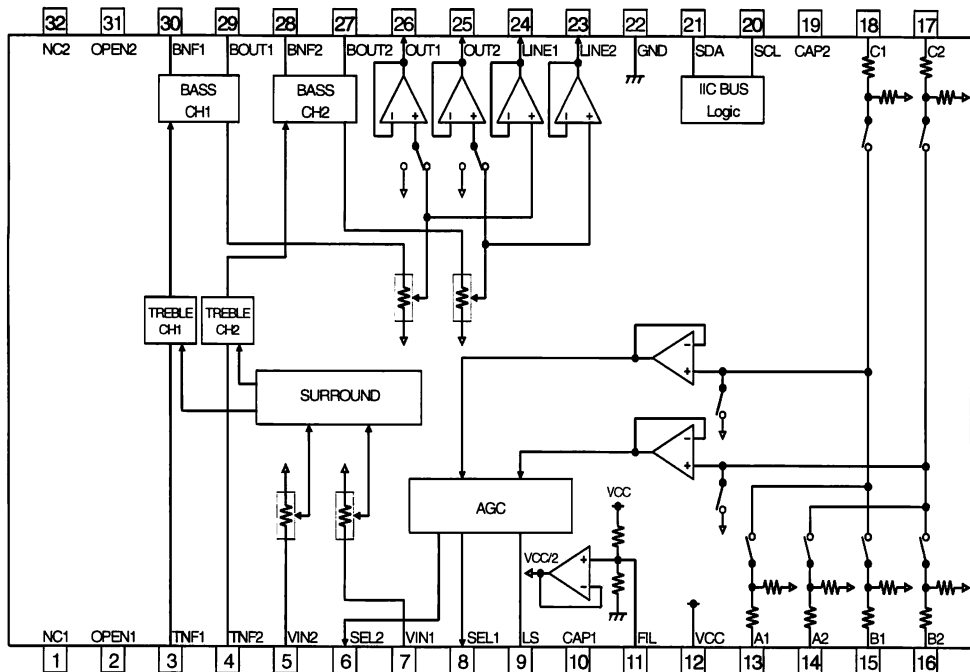 32 31 30 29 28 27 26 25 24 23 22 21 20 19 18 17
NC2 OPEN2 BNF1 BOUT1 BNF2 BOUT2 OUT1 OUT2 LINE1 LINE2 GND SDA SCL CAP2 C1 C2
BASS
CH1
BASS
CH2
IIC BUS
Logic
- + - + - + - +
TREBLE
CH1
TREBLE
CH2
-
+
SURROUND
-
+
AGC
VCC
VCC/2
+
-
NC1 OPEN1 TNF1 TNF2 VIN2 SEL2 VIN1 SEL1 LS CAP1 FIL VCC A1 A2 B1 B2
1 2 3 4 5 6 7 8 9 10 11 12 13 14 15 16